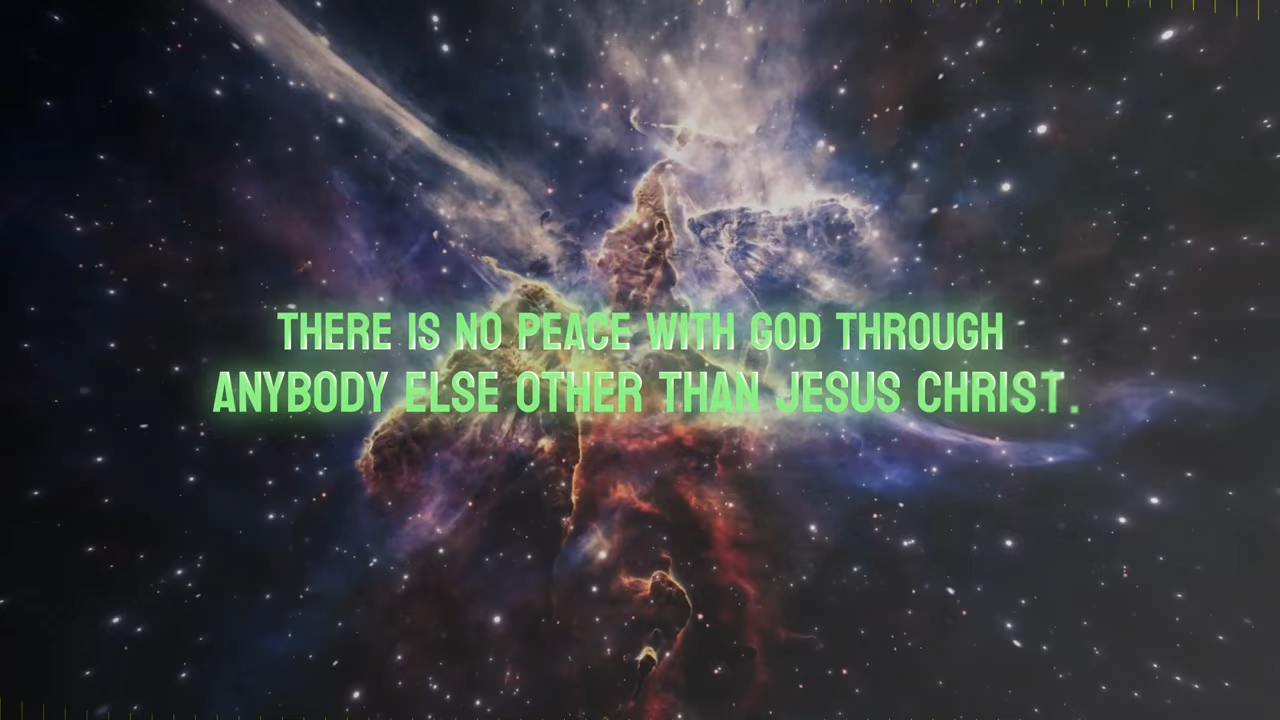 THERE IS NO PEACE WITH GOD THROUGH
ANYBODY ELSE OTHER THAN JESUS CHRIST.